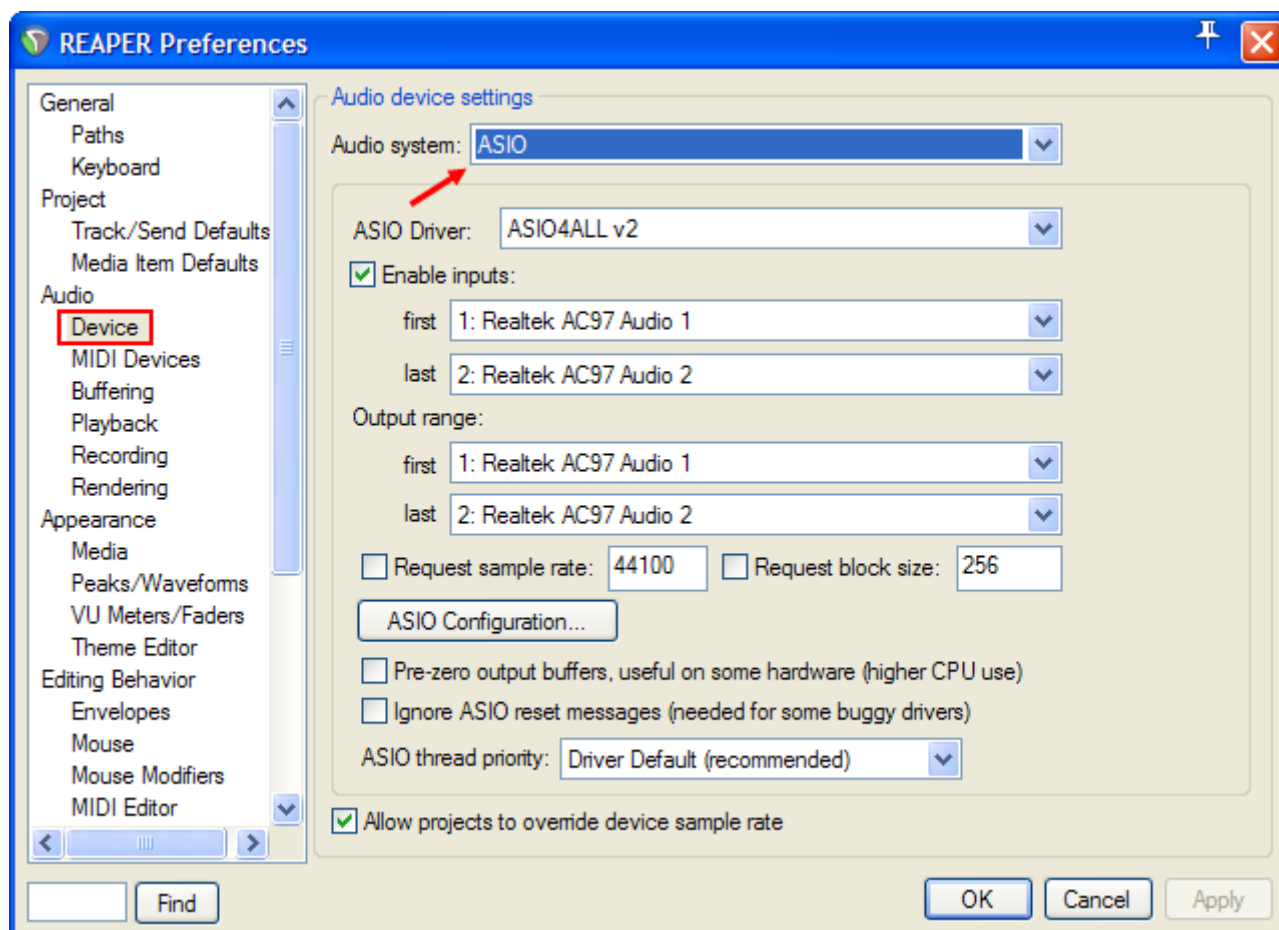 REAPER Preferences
General
Paths
Keyboard
Project
Track/Send Defaults
Media Item Defaults
Audio
Device
MIDI Devices
Buffering
Playback
Recording
Rendering
Appearance
Media
Peaks/Waveforms
VU Meters/Faders
Theme Editor
Editing Behavior
Envelopes
Mouse
Mouse Modifiers
MIDI Editor
Find
Audio device settings
Audio system: ASIO
ASIO Driver: ASIO4ALL v2
Enable inputs:
first 1: Realtek AC97 Audio 1
last 2: Realtek AC97 Audio 2
Output range:
first 1: Realtek AC97 Audio 1
last 2: Realtek AC97 Audio 2
Request sample rate: 44100 Request block size: 256
ASIO Configuration...
Pre-zero output buffers, useful on some hardware (higher CPU use)
Ignore ASIO reset messages (needed for some buggy drivers)
ASIO thread priority: Driver Default (recommended)
Allow projects to override device sample rate
OK Cancel Apply